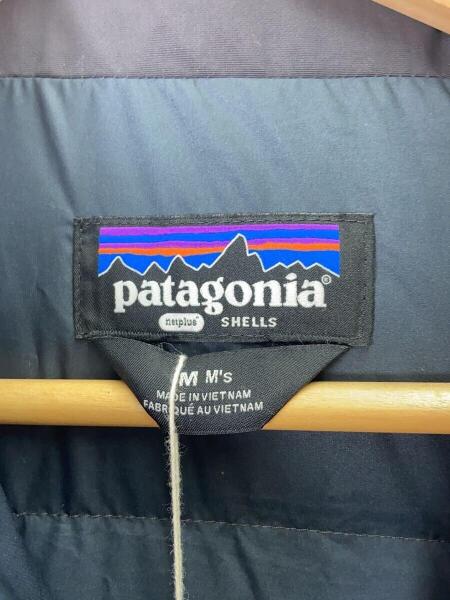 patagonia®
netplus® SHELLS
M M's
MADE IN VIETNAM
FABRIQUÉ AU VIETNAM